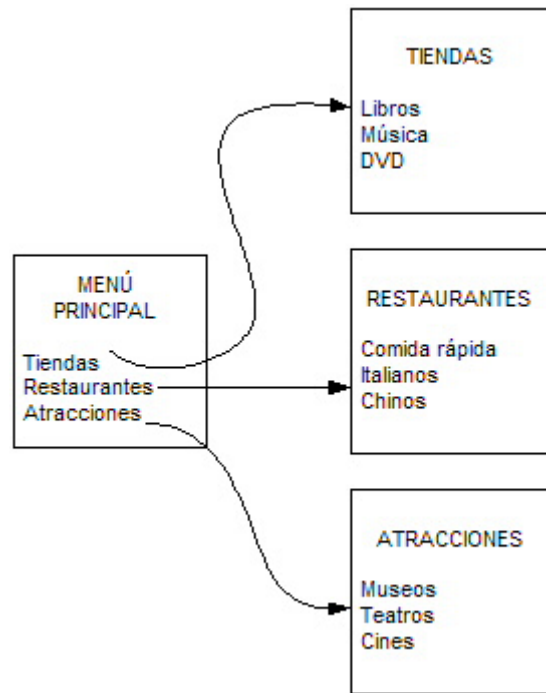 MENÚ
PRINCIPAL
Tiendas
Restaurantes
Atracciones
TIENDAS
Libros
Música
DVD
RESTAURANTES
Comida rápida
Italianos
Chinos
ATRACCIONES
Museos
Teatros
Cines